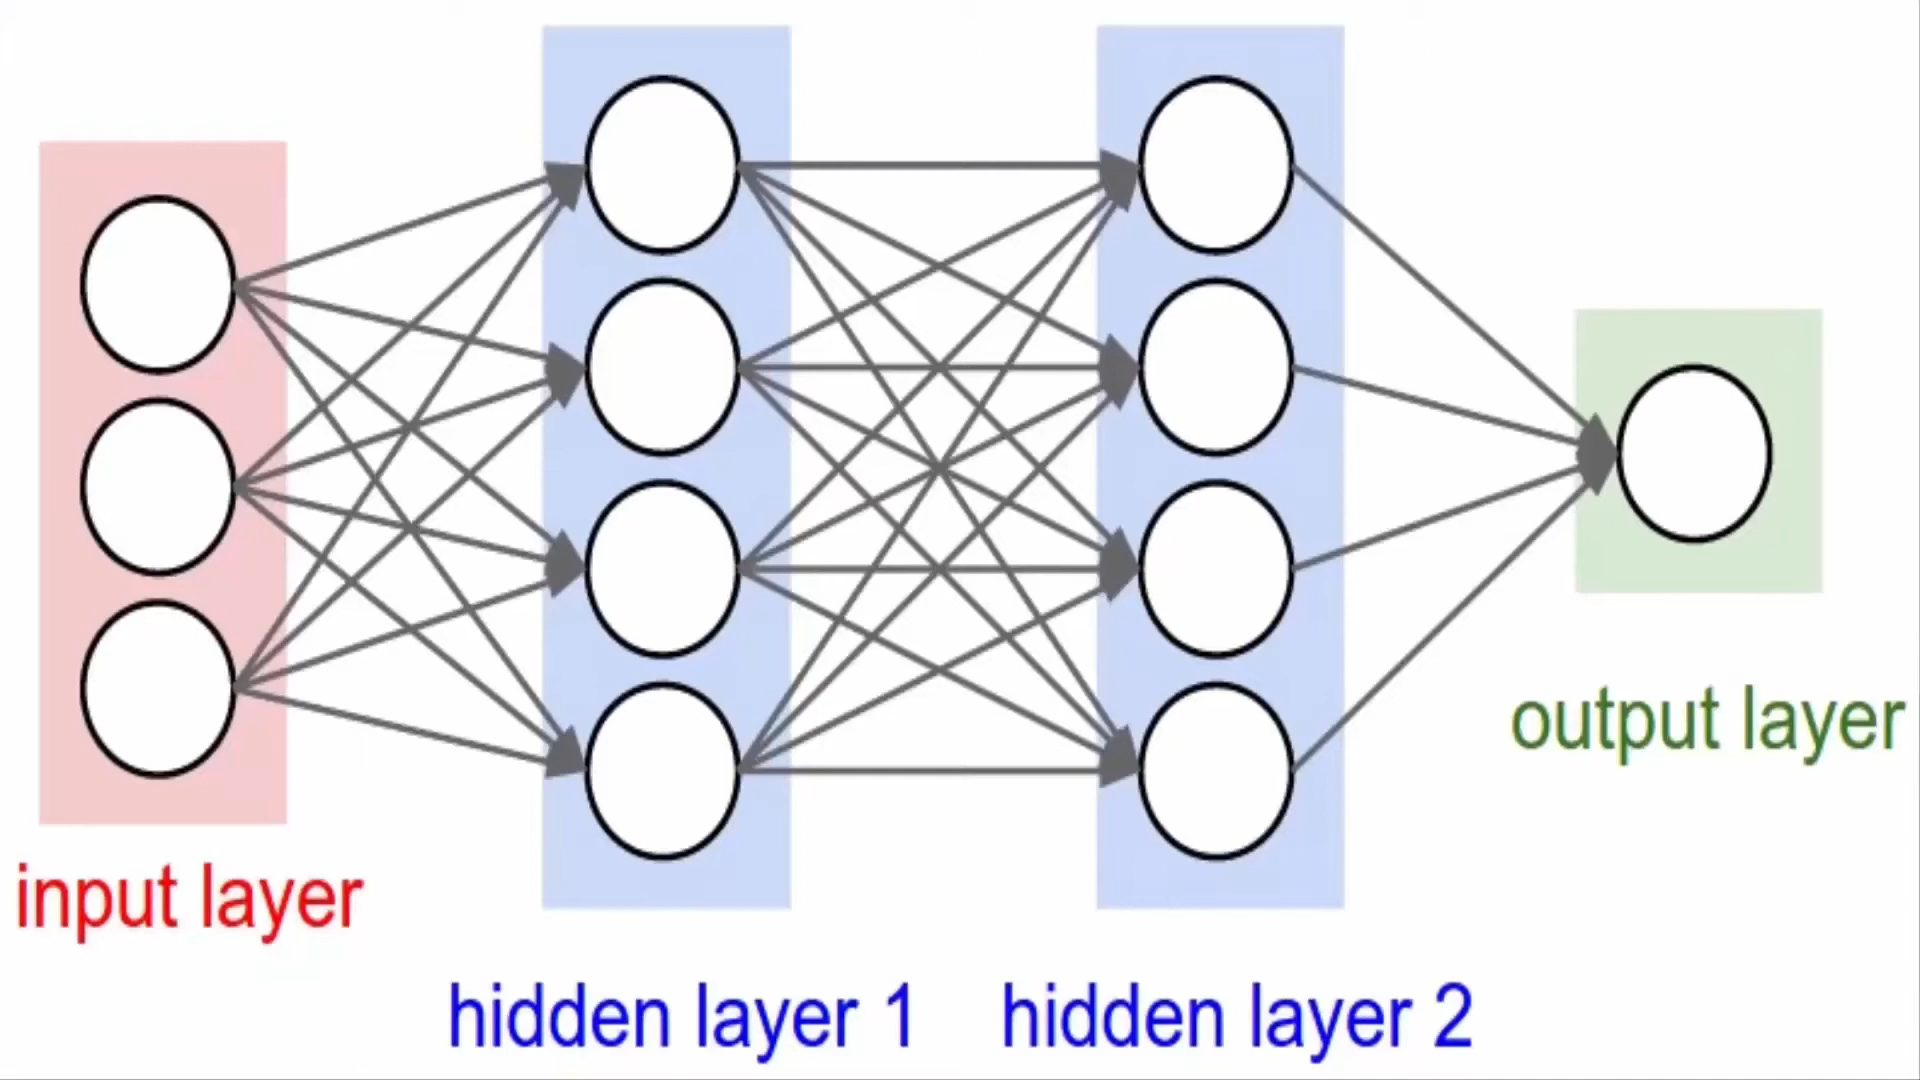 input layer
hidden layer 1
hidden layer 2
output layer